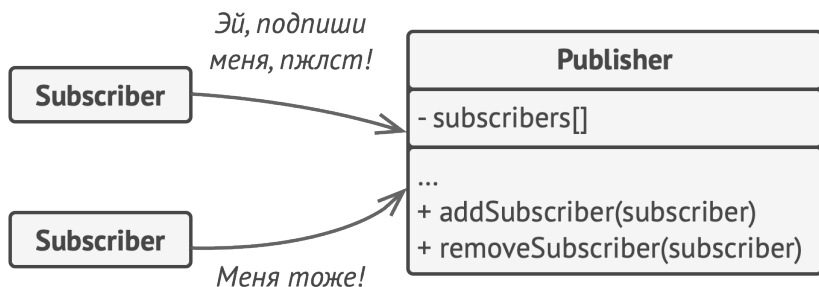 Эй, подпиши
меня, пжлст!
Subscriber
Subscriber
Меня тоже!
Publisher
- subscribers[]
...
+ addSubscriber(subscriber)
+ removeSubscriber(subscriber)